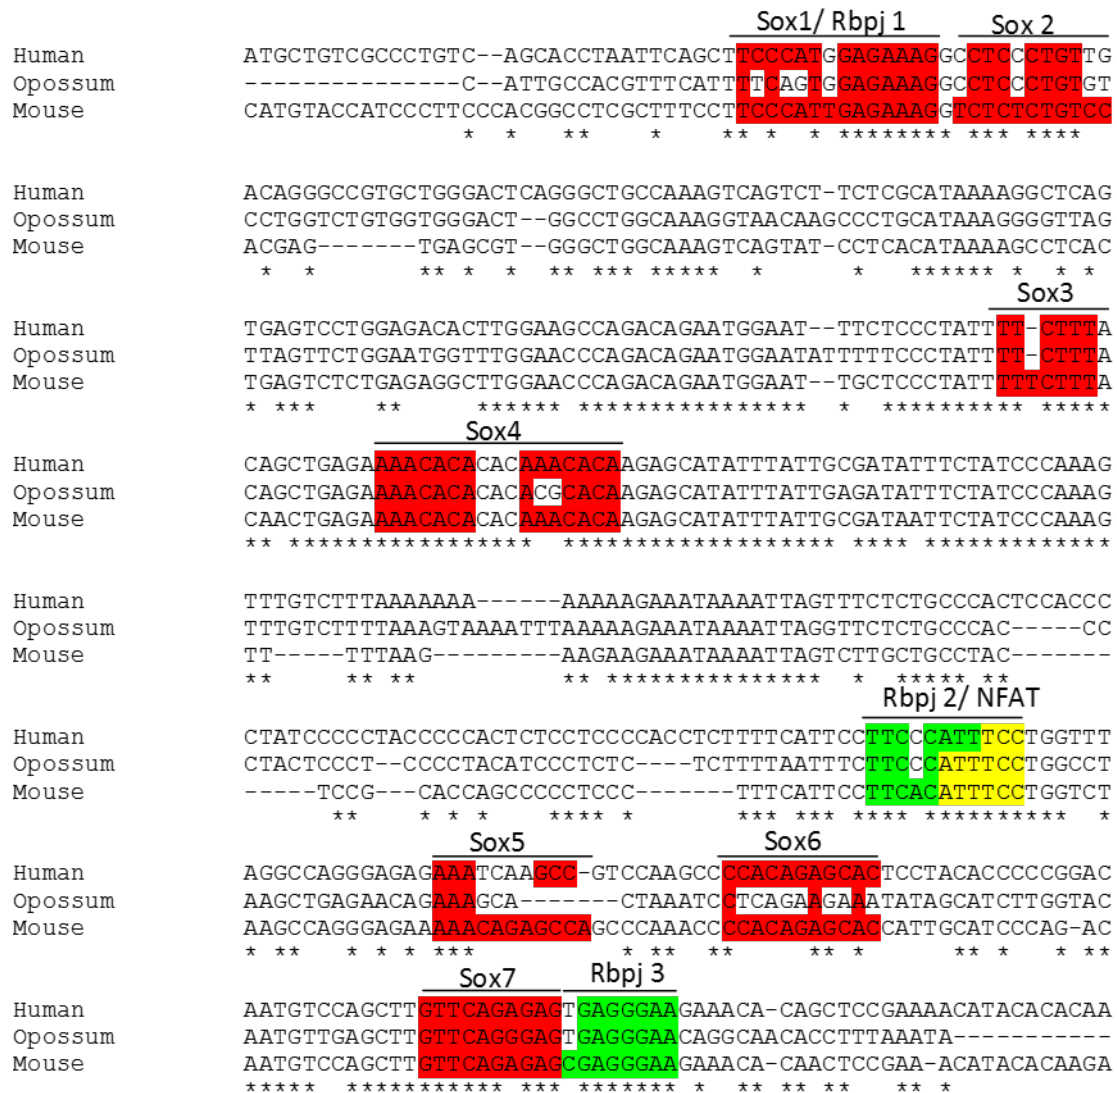 Sox1/ Rbpj 1 Sox 2
Human ATGCTGTCGCCCTGTC--AGCACCTAATTCAGCTTCCCATGGAGAAAGGCCTCCCTGTTG
Opossum ---------------C--ATTGCCACGTTTCATTTTCAGTGGAGAAAGGCCTCCCTGTGT
Mouse CATGTACCATCCCTTCCCACGGCCTCGCTTTCCTTCCCATTGAGAAAGGTCTCTCTGTCC
* * ** * ** * * ******** *** ****
Human ACAGGGCCGTGCTGGGACTCAGGGCTGCCAAAGTCAGTCT-TCTCGCATAAAAGGCTCAG
Opossum CCTGGTCTGTGGTGGGACT--GGCCTGGCAAAGGTAACAAGCCCTGCATAAAGGGGTTAG
Mouse ACGAG-------TGAGCGT--GGGCTGGCAAAGTCAGTAT-CCTCACATAAAAGCCTCAC
* * ** * * ** *** ***** * * ****** * * *
Sox3
Human TGAGTCCTGGAGACACTTGGAAGCCAGACAGAATGGAAT--TTCTCCCTATTTT-CTTTA
Opossum TTAGTTCTGGAATGGTTTGGAACCCAGACAGAATGGAATATTTTTCCCTATTTT-CTTTA
Mouse TGAGTCTCTGAGAGGCTTGGAACCCAGACAGAATGGAAT--TGCTCCCTATTTTTCTTTA
* *** ** ****** **************** * ********** *****
Sox4
Human CAGCTGAGAAAACACACACAAACACAAGAGCATATTTATTGCGATATTTCTATCCCAAAG
Opossum CAGCTGAGAAAACACACACACGCACAAGAGCATATTTATTGAGATATTTCTATCCCAAAG
Mouse CAACTGAGAAAACACACACAAACACAAGAGCATATTTATTGCGATAATTCTATCCCAAAG
** ***************** ******************* **** *************
Human TTTGTCTTTAAAAAAA------AAAAAGAAATAAAATTAGTTTCTCTGCCCACTCCACCC
Opossum TTTGTCTTTTAAAGTAAAATTTAAAAAGAAATAAAATTAGGTTCTCTGCCCAC-----CC
Mouse TT-----TTTAAG---------AAGAAGAAATAAAATTAGTCTTGCTGCCTAC-------
** ** ** ** *************** * ***** **
Rbpj 2/ NFAT
Human CTATCCCCCTACCCCCACTCTCCTCCCCACCTCTTTTCATTCCTTCCCATTTCCTGGTTT
Opossum CTACTCCCT--CCCCTACATCCCTCTC----TCTTTTAATTTCTTCCCATTTCCTGGCCT
Mouse -----TCCG---CACCAGCCCCCTCCC-------TTTCATTCCTTCACATTTCCTGGTCT
** * * * **** * *** *** **** ********** *
Sox5 Sox6
Human AGGCCAGGGAGAGAAATCAAGCC-GTCCAAGCCCCACAGAGCACTCCTACACCCCCGGAC
Opossum AAGCTGAGAACAGAAAGCA-------CTAAATCCTCAGAAGAAATATAGCATCTTGGTAC
Mouse AAGCCAGGGAGAAAAACAGAGCCAGCCCAAACCCCACAGAGCACCATTGCATCCCAG-AC
* ** * * *** * ** ** ** * ** * **
Sox7 Rbpj 3
Human AATGTCCAGCTTGTTCAGAGAGTGAGGGAAGAAACA-CAGCTCCGAAAACATACACACAA
Opossum AATGTTGAGCTTGTTCAGGGAGTGAGGGAACAGGCAACACCTTTAAATA-----------
Mouse AATGTCCAGCTTGTTCAGAGAGCGAGGGAAGAAACA-CAACTCCGAA-ACATACACAAGA
***** *********** *** ******* * ** ** ** ** *